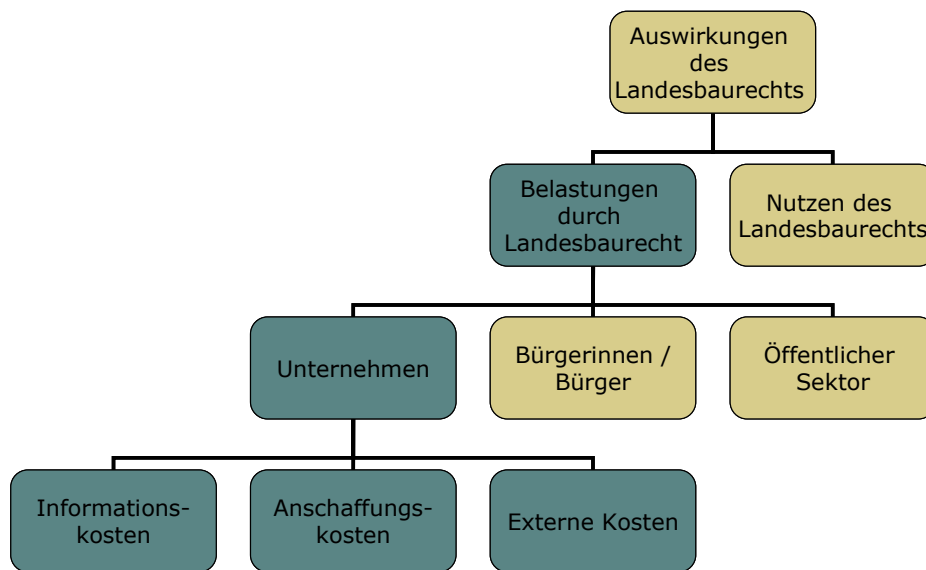 Auswirkungen
des
Landesbaurechts
Belastungen
durch
Landesbaurecht
Nutzen des
Landesbaurechts
Unternehmen
Bürgerinnen /
Bürger
Öffentlicher
Sektor
Informations-
kosten
Anschaffungs-
kosten
Externe Kosten